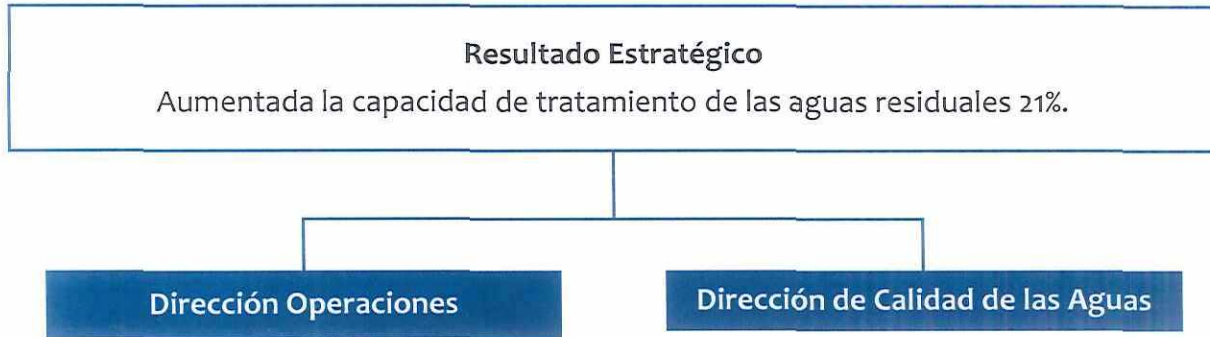 Resultado Estratégico
Aumentada la capacidad de tratamiento de las aguas residuales 21%.
Dirección Operaciones
Dirección de Calidad de las Aguas